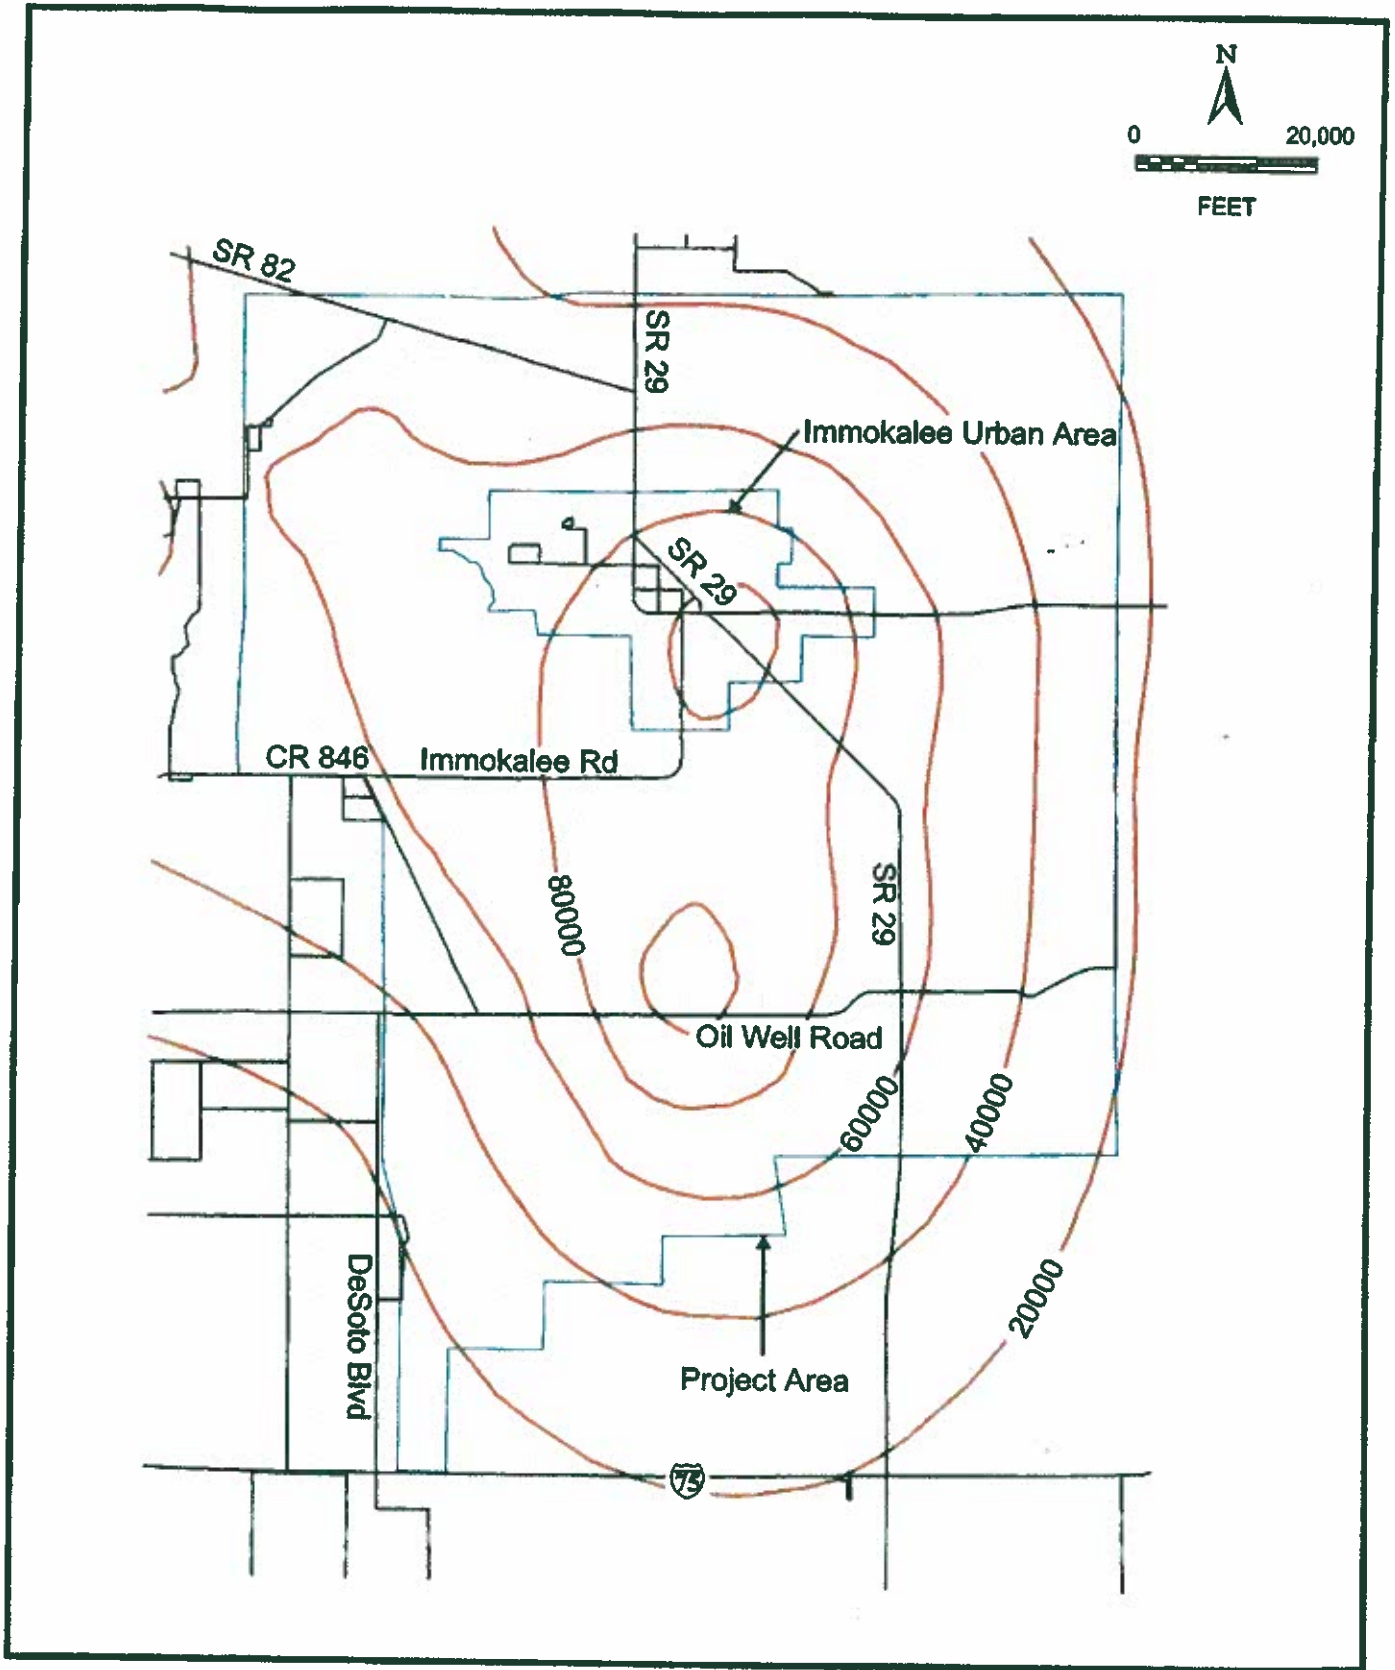 N
0 20,000
FEET
SR 82
SR 29
Immokalee Urban Area
SR 29
CR 846
Immokalee Rd
80000
SR 29
Oil Well Road
60000
40000
20000
DeSoto Blvd
Project Area
75